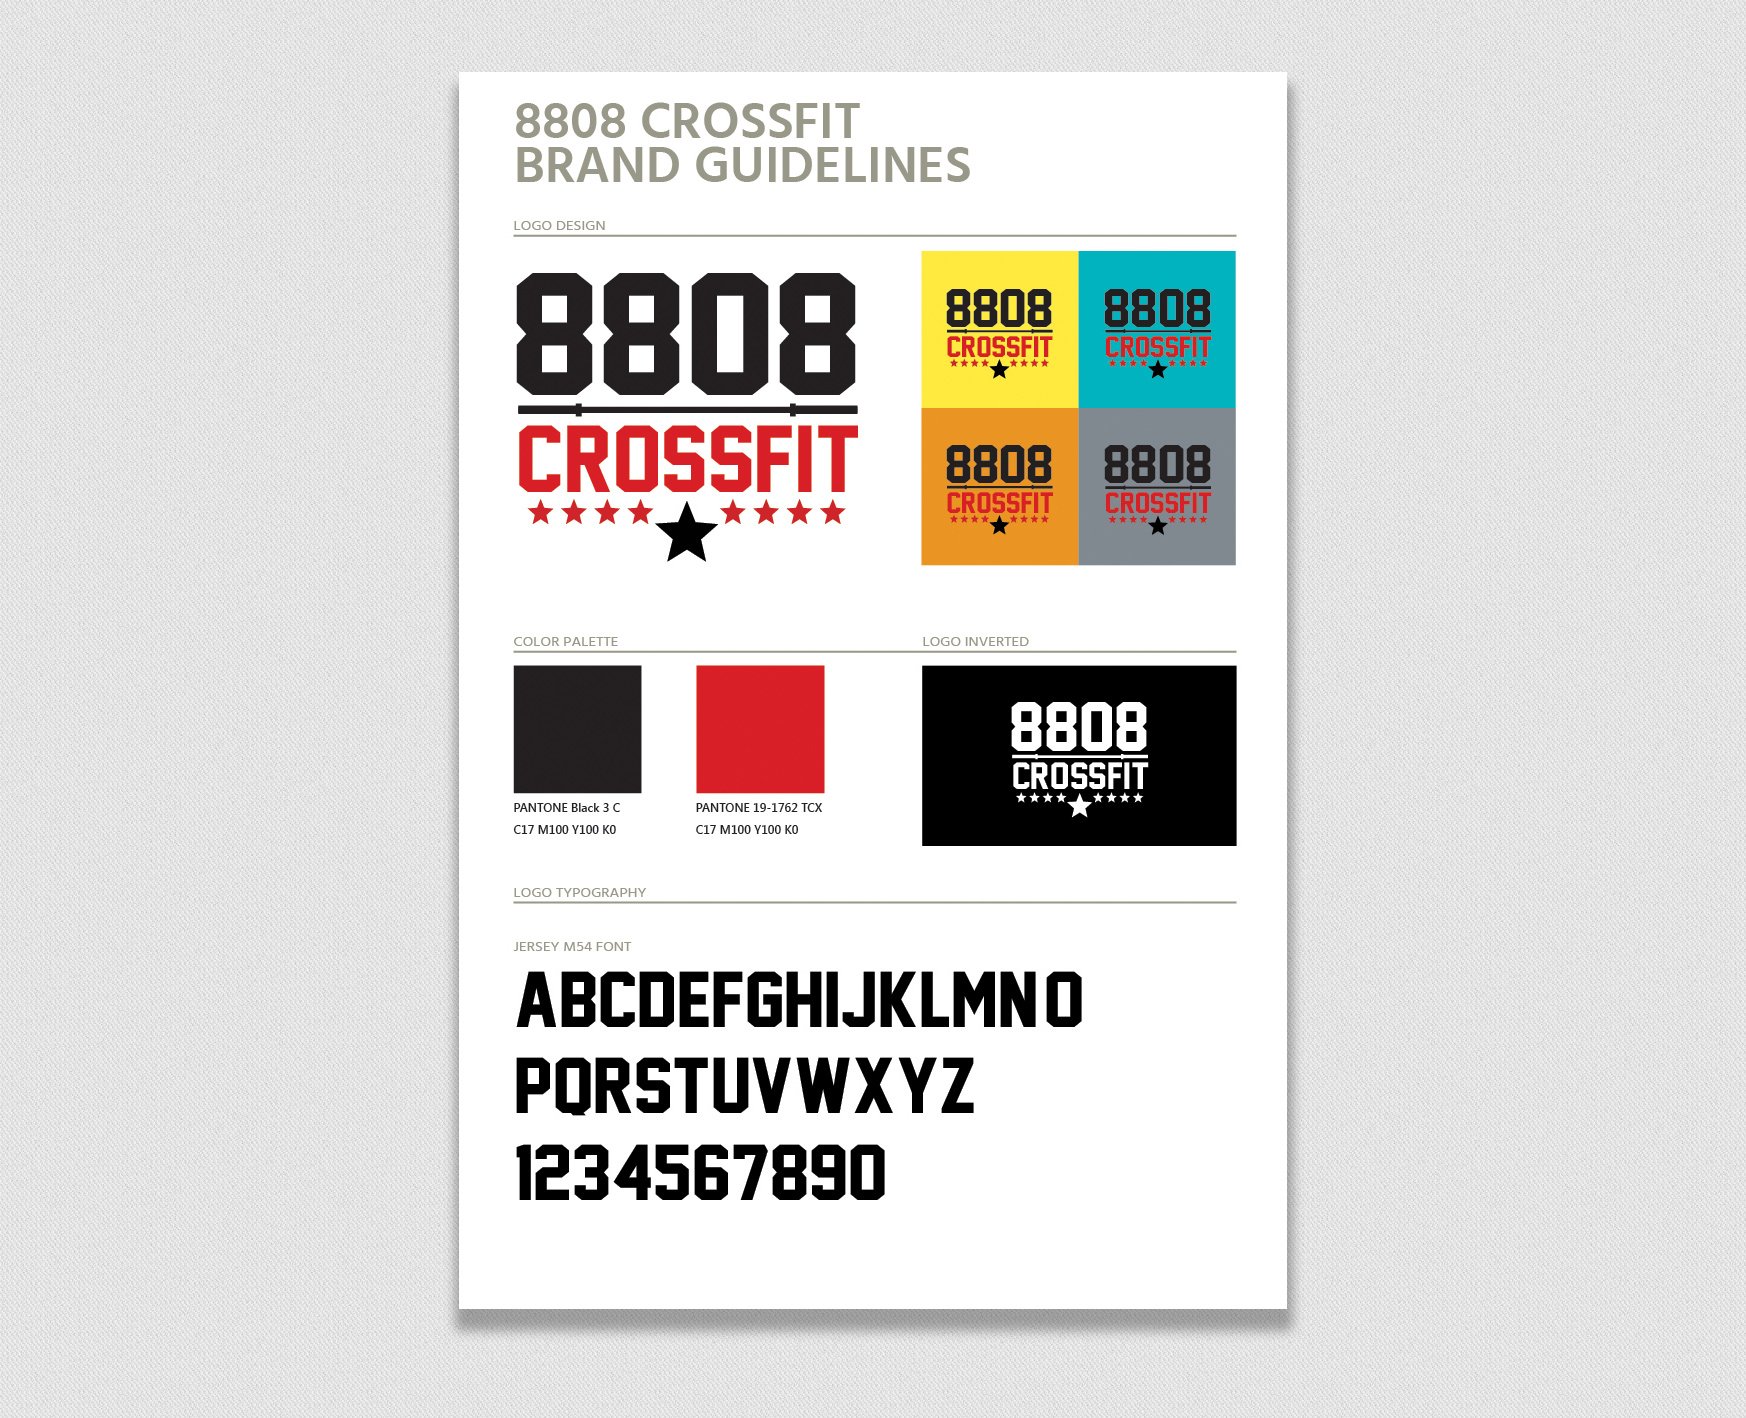 8808 CROSSFIT
BRAND GUIDELINES
LOGO DESIGN
8808
CROSSFIT
8808
CROSSFIT
8808
CROSSFIT
8808
CROSSFIT
8808
CROSSFIT
COLOR PALETTE
PANTONE Black 3 C
C17 M100 Y100 K0
PANTONE 19-1762 TCX
C17 M100 Y100 K0
LOGO INVERTED
8808
CROSSFIT
LOGO TYPOGRAPHY
JERSEY M54 FONT
ABCDEFGHIJKLMNO
PQRSTUVWXYZ
1234567890